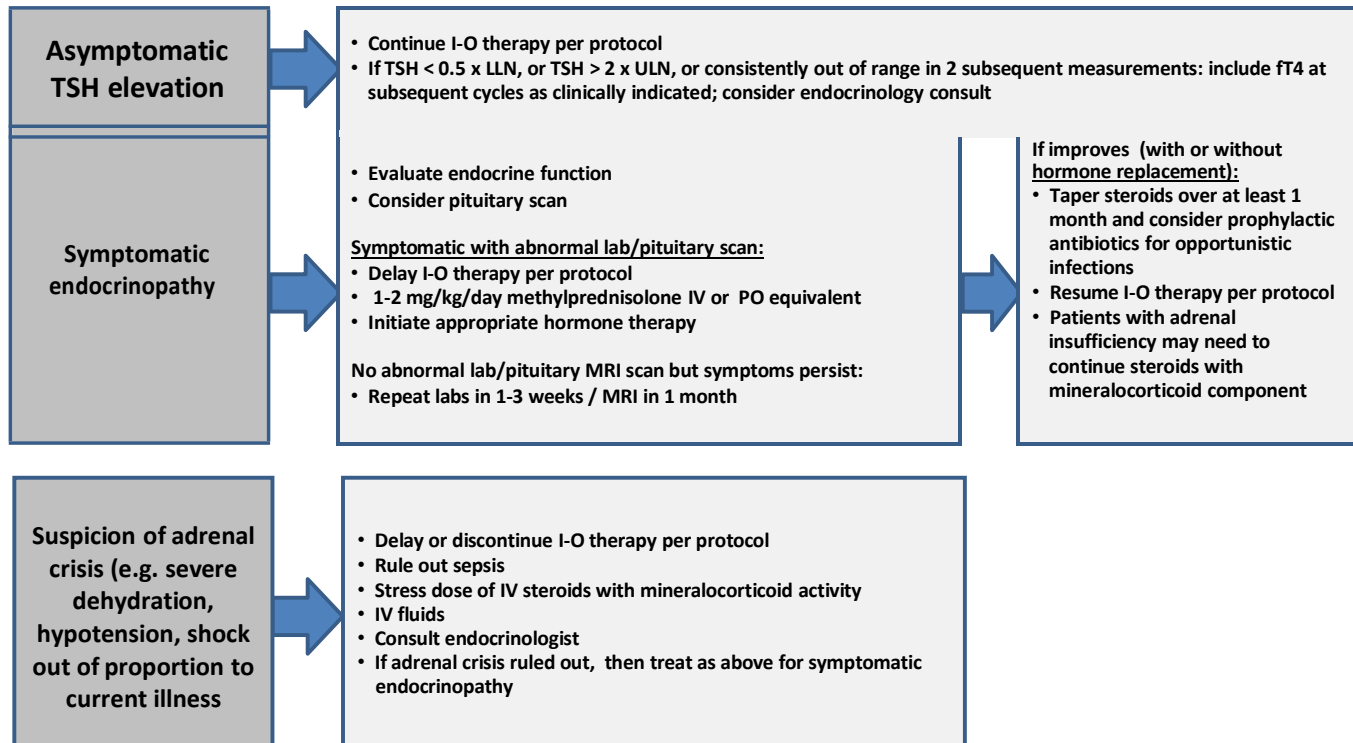 Asymptomatic
TSH elevation
• Continue I-O therapy per protocol
• If TSH < 0.5 x LLN, or TSH > 2 x ULN, or consistently out of range in 2 subsequent measurements: include fT4 at
subsequent cycles as clinically indicated; consider endocrinology consult
Symptomatic
endocrinopathy
• Evaluate endocrine function
• Consider pituitary scan
Symptomatic with abnormal lab/pituitary scan:
• Delay I-O therapy per protocol
• 1-2 mg/kg/day methylprednisolone IV or PO equivalent
• Initiate appropriate hormone therapy
No abnormal lab/pituitary MRI scan but symptoms persist:
• Repeat labs in 1-3 weeks / MRI in 1 month
If improves (with or without
hormone replacement):
• Taper steroids over at least 1
month and consider prophylactic
antibiotics for opportunistic
infections
• Resume I-O therapy per protocol
• Patients with adrenal
insufficiency may need to
continue steroids with
mineralocorticoid component
Suspicion of adrenal
crisis (e.g. severe
dehydration,
hypotension, shock
out of proportion to
current illness
• Delay or discontinue I-O therapy per protocol
• Rule out sepsis
• Stress dose of IV steroids with mineralocorticoid activity
• IV fluids
• Consult endocrinologist
• If adrenal crisis ruled out, then treat as above for symptomatic
endocrinopathy